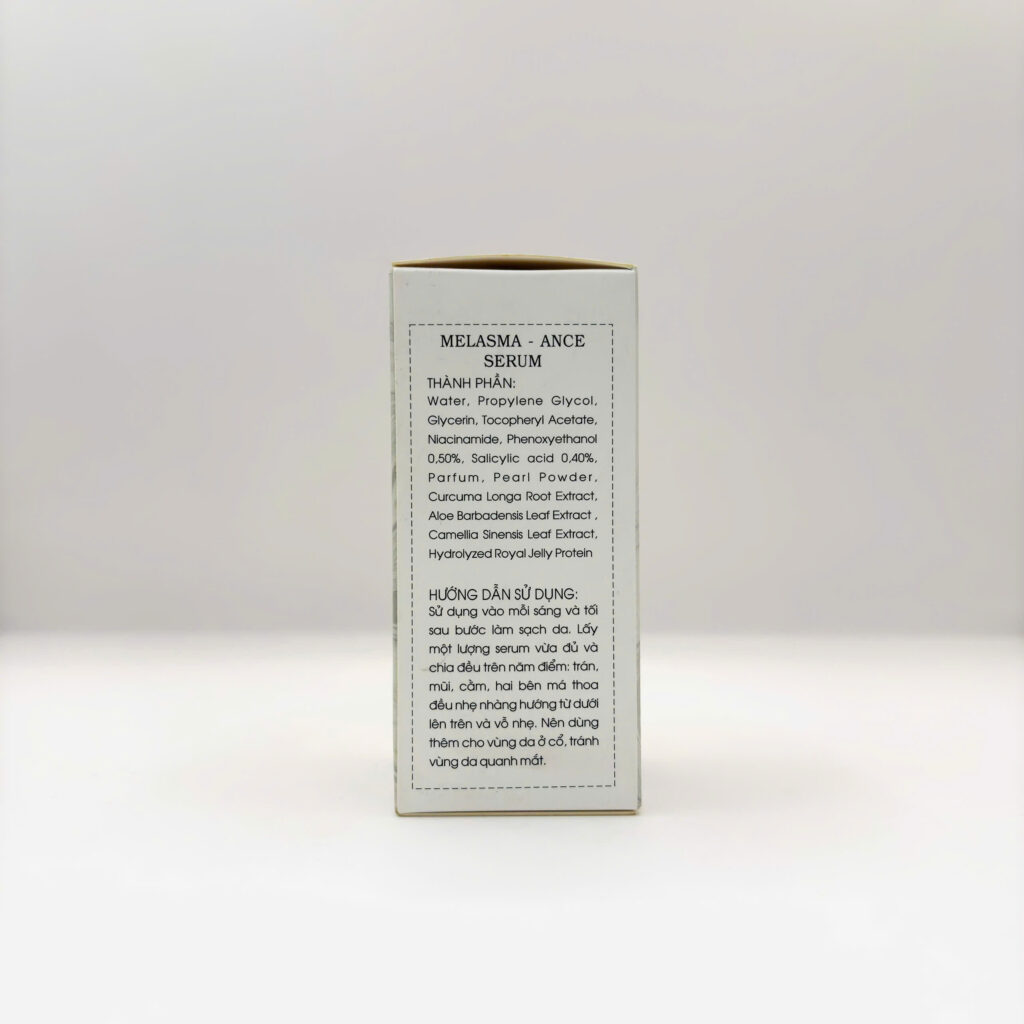 MELASMA - ANCE
SERUM
THÀNH PHẦN:
Water, Propylene Glycol,
Glycerin, Tocopheryl Acetate,
Niacinamide, Phenoxyethanol
0,50%, Salicylic acid 0,40%,
Parfum, Pearl Powder,
Curcuma Longa Root Extract,
Aloe Barbadensis Leaf Extract ,
Camellia Sinensis Leaf Extract,
Hydrolyzed Royal Jelly Protein
HƯỚNG DẪN SỬ DỤNG:
Sử dụng vào mỗi sáng và tối
sau bước làm sạch da. Lấy
một lượng serum vừa đủ và
chia đều trên năm điểm: trán,
mũi, cằm, hai bên má thoa
đều nhẹ nhàng hướng từ dưới
lên trên và vỗ nhẹ. Nên dùng
thêm cho vùng da ở cổ, tránh
vùng da quanh mắt.